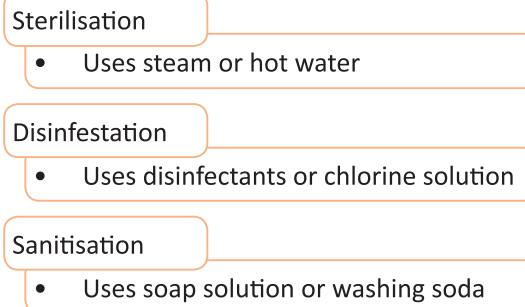 Sterilisation
• Uses steam or hot water
Disinfestation
• Uses disinfectants or chlorine solution
Sanitisation
• Uses soap solution or washing soda